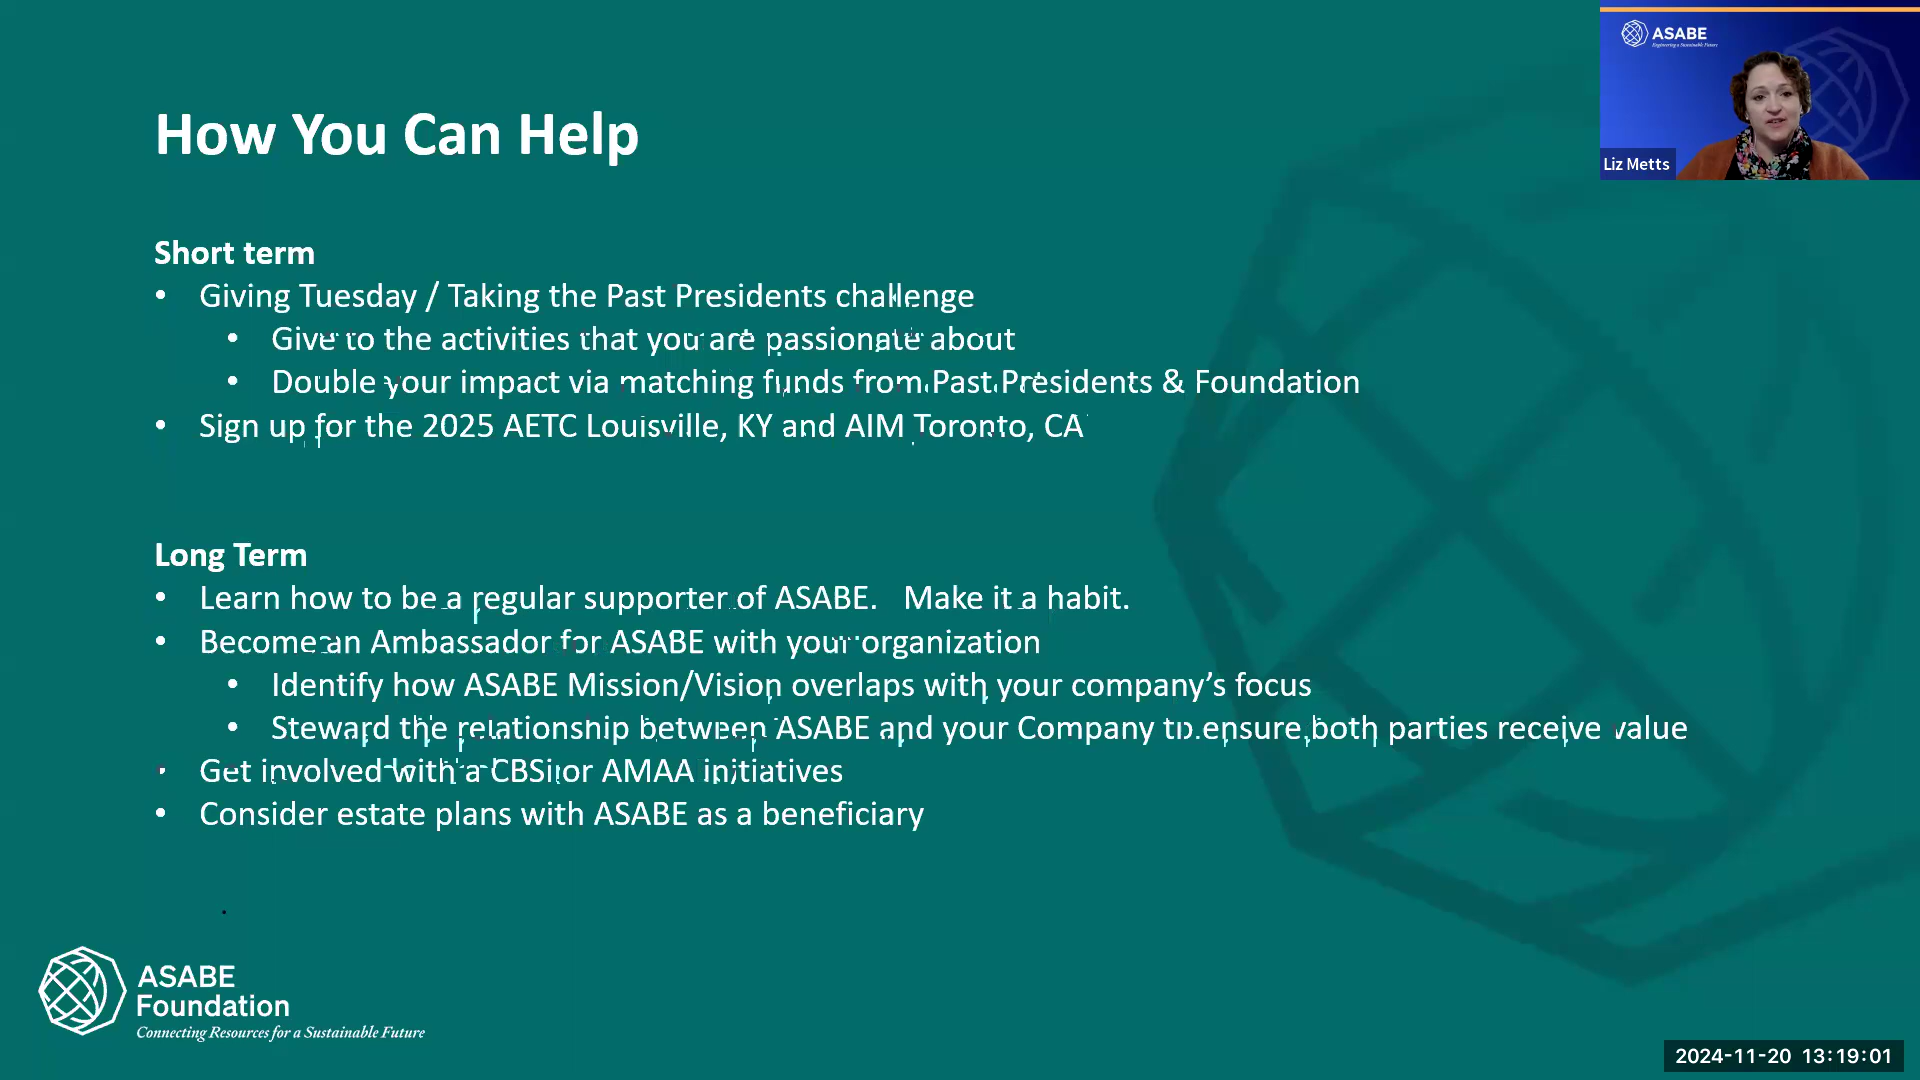 ASABE
Engineering a Sustainable Future
Liz Metts
How You Can Help
Short term
• Giving Tuesday / Taking the Past Presidents challenge
• Give to the activities that you are passionate about
• Double your impact via matching funds from Past Presidents & Foundation
• Sign up for the 2025 AETC Louisville, KY and AIM Toronto, CA
Long Term
• Learn how to be a regular supporter of ASABE. Make it a habit.
• Become an Ambassador for ASABE with your organization
• Identify how ASABE Mission/Vision overlaps with your company's focus
• Steward the relationship between ASABE and your Company to ensure both parties receive value
• Get involved with a CBSi or AMAA initiatives
• Consider estate plans with ASABE as a beneficiary
ASABE
Foundation
Connecting Resources for a Sustainable Future
2024-11-20 13:19:01